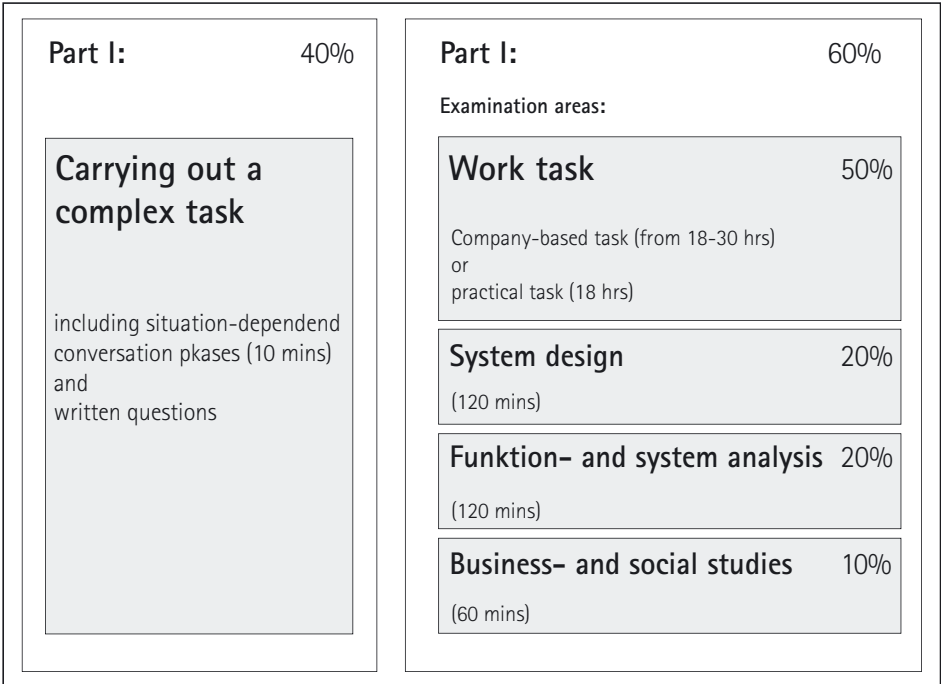 Part I: 40%
Carrying out a
complex task
including situation-dependend
conversation pkases (10 mins)
and
written questions
Part I: 60%
Examination areas:
Work task 50%
Company-based task (from 18-30 hrs)
or
practical task (18 hrs)
System design 20%
(120 mins)
Funktion- and system analysis 20%
(120 mins)
Business- and social studies 10%
(60 mins)